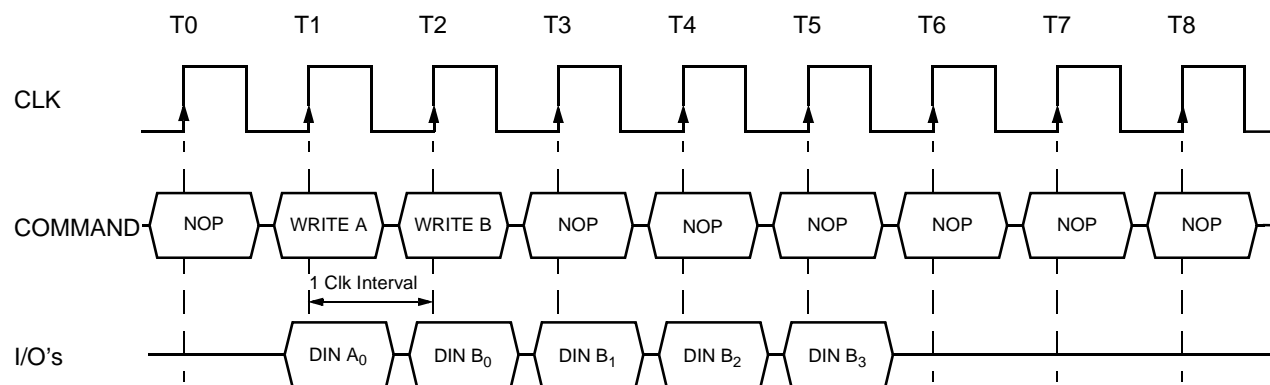 T0 T1 T2 T3 T4 T5 T6 T7 T8
CLK
COMMAND NOP WRITE A WRITE B NOP NOP NOP NOP NOP NOP
1 Clk Interval
I/O's DIN A₀ DIN B₀ DIN B₁ DIN B₂ DIN B₃